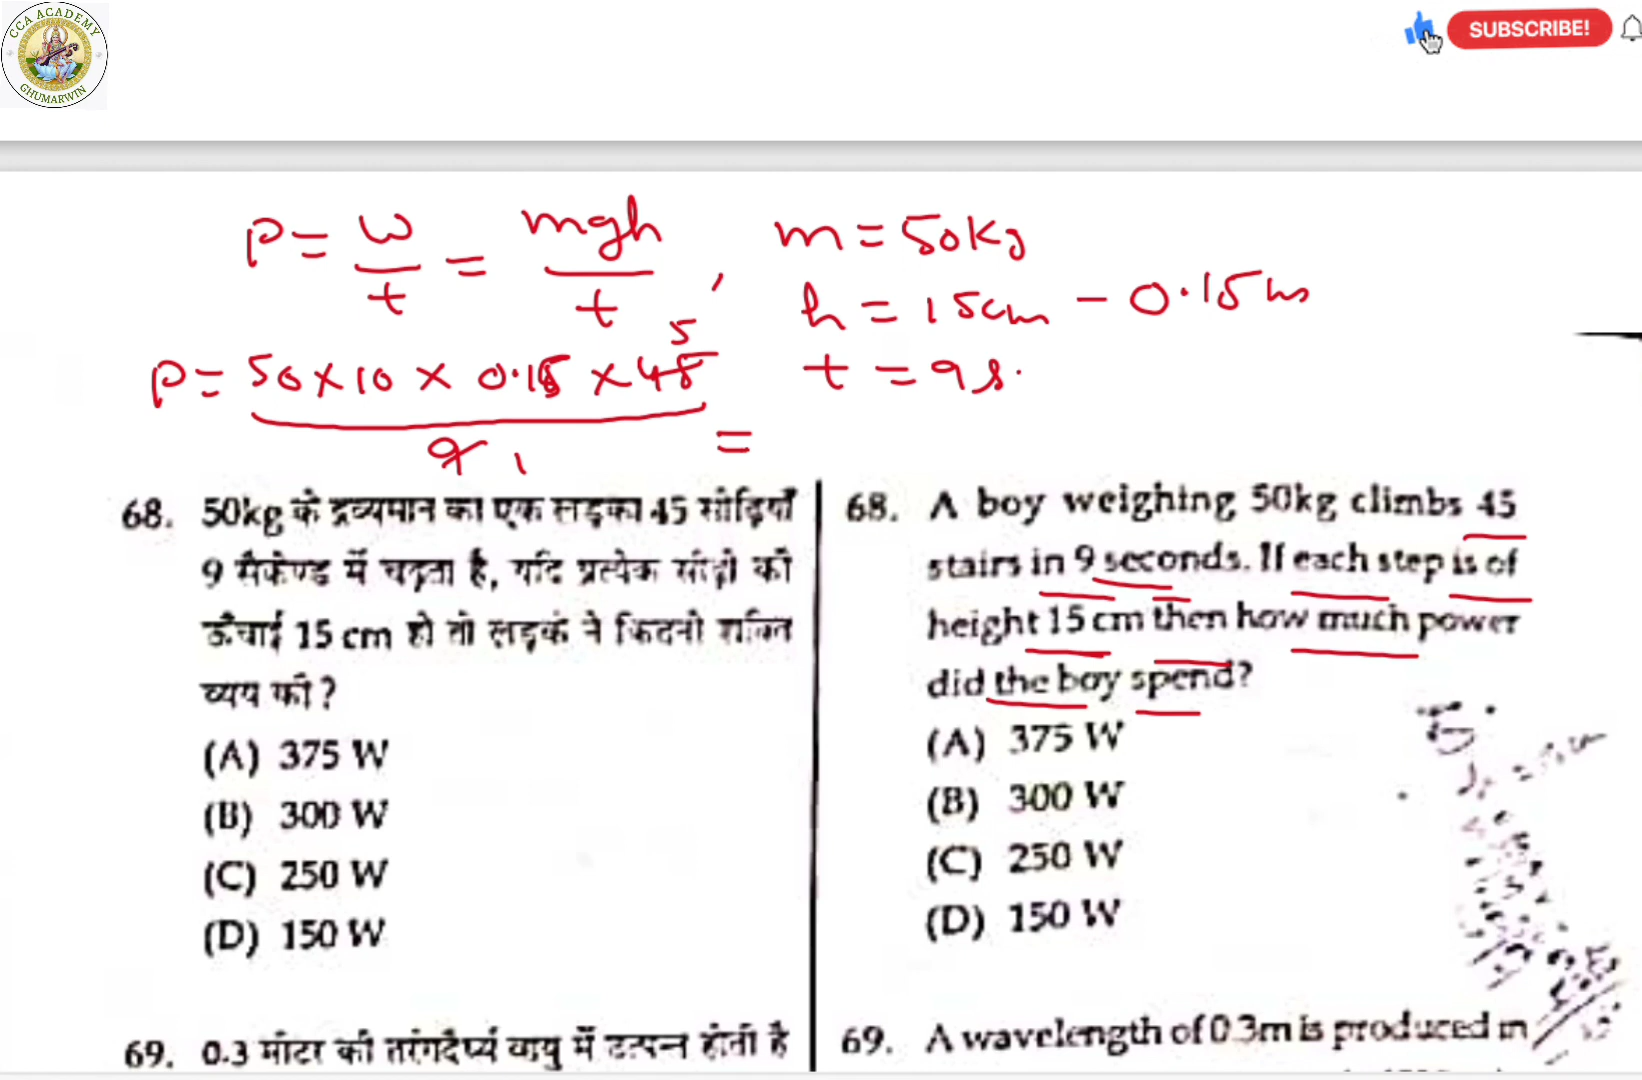 CCA ACADEMY
GHUMARWIN
SUBSCRIBE!
P = w/t = mgh/t , m = 50kg
h = 15cm - 0.15m
5
P = 50 x 10 x 0.15 x 45 / 9 = t = 9s.
1
68. 50kg के द्रव्यमान का एक लड़का 45 सीढ़ियाँ
9 सैकेण्ड में चढ़ता है, यदि प्रत्येक सीढ़ी की
ऊँचाई 15 cm हो तो लड़के ने कितनी शक्ति
व्यय की ?
(A) 375 W
(B) 300 W
(C) 250 W
(D) 150 W
69. 0.3 मीटर की तरंगदैर्ध्य वायु में उत्पन्न होती है
68. A boy weighing 50kg climbs 45
stairs in 9 seconds. If each step is of
height 15 cm then how much power
did the boy spend?
(A) 375 W
(B) 300 W
(C) 250 W
(D) 150 W
69. A wavelength of 0.3m is produced in